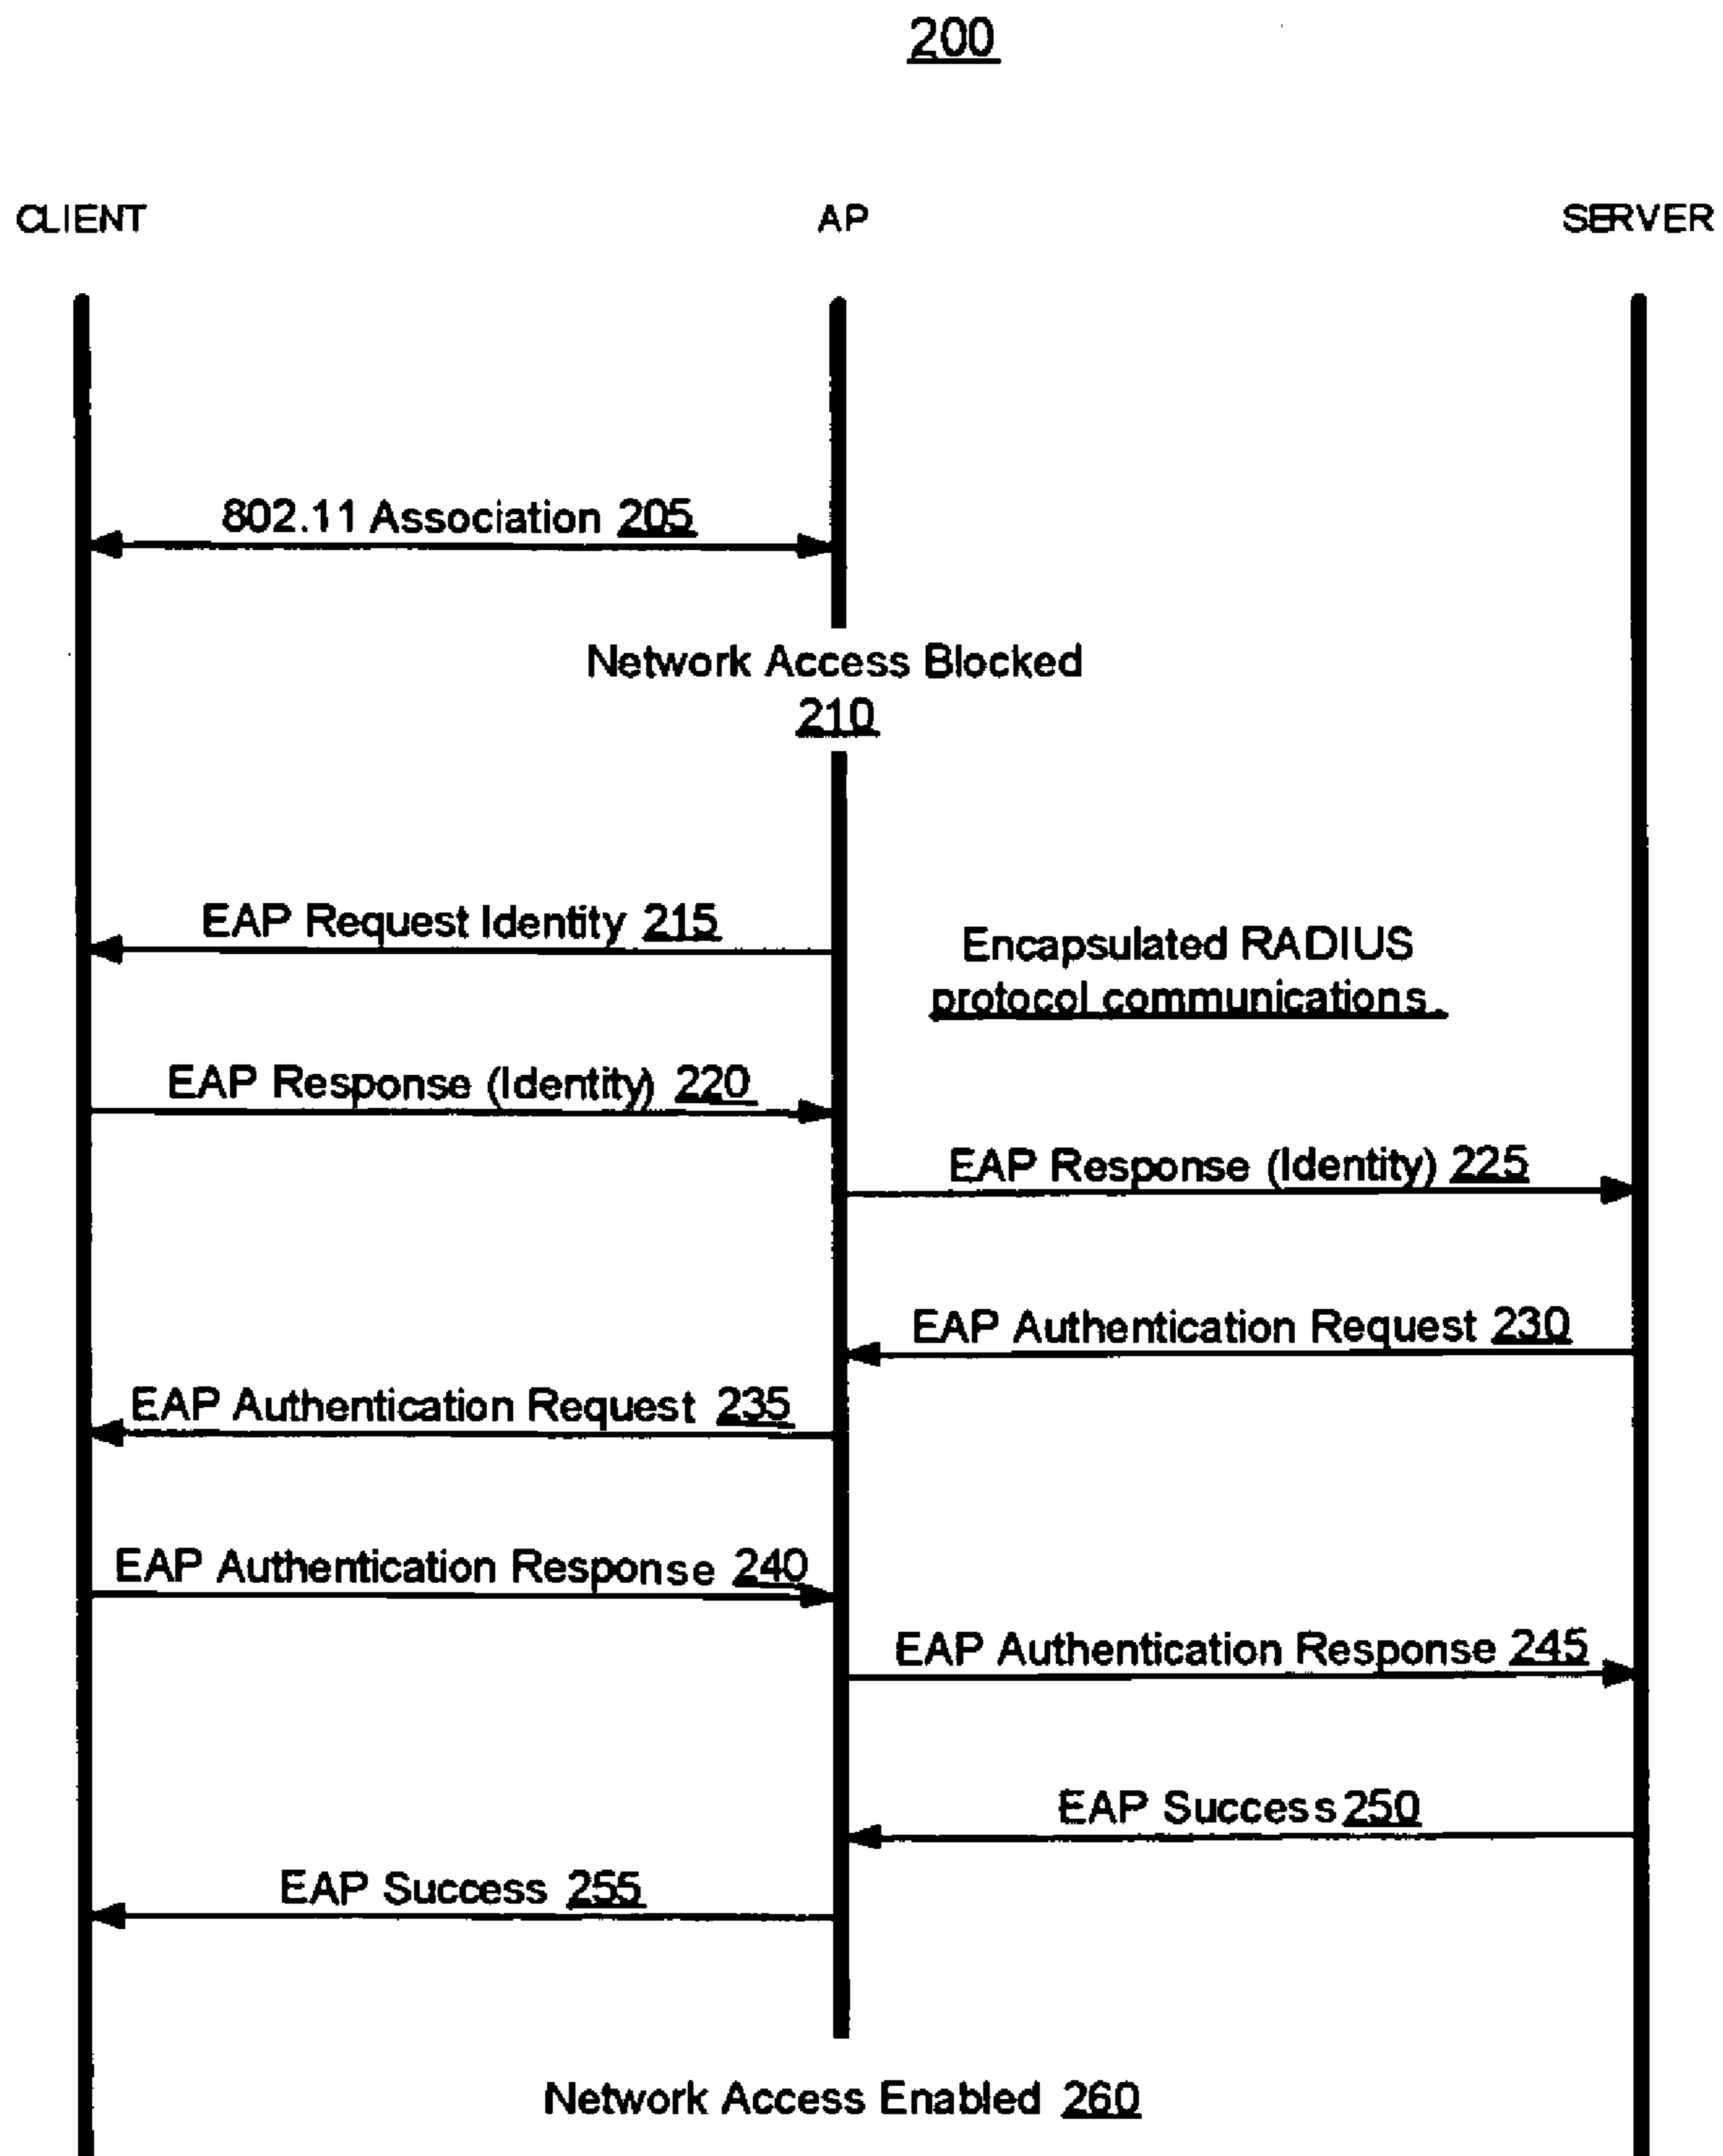 200
CLIENT AP SERVER
802.11 Association 205
Network Access Blocked
210
EAP Request Identity 215
Encapsulated RADIUS
protocol communications.
EAP Response (Identity) 220
EAP Response (Identity) 225
EAP Authentication Request 230
EAP Authentication Request 235
EAP Authentication Response 240
EAP Authentication Response 245
EAP Success 250
EAP Success 255
Network Access Enabled 260